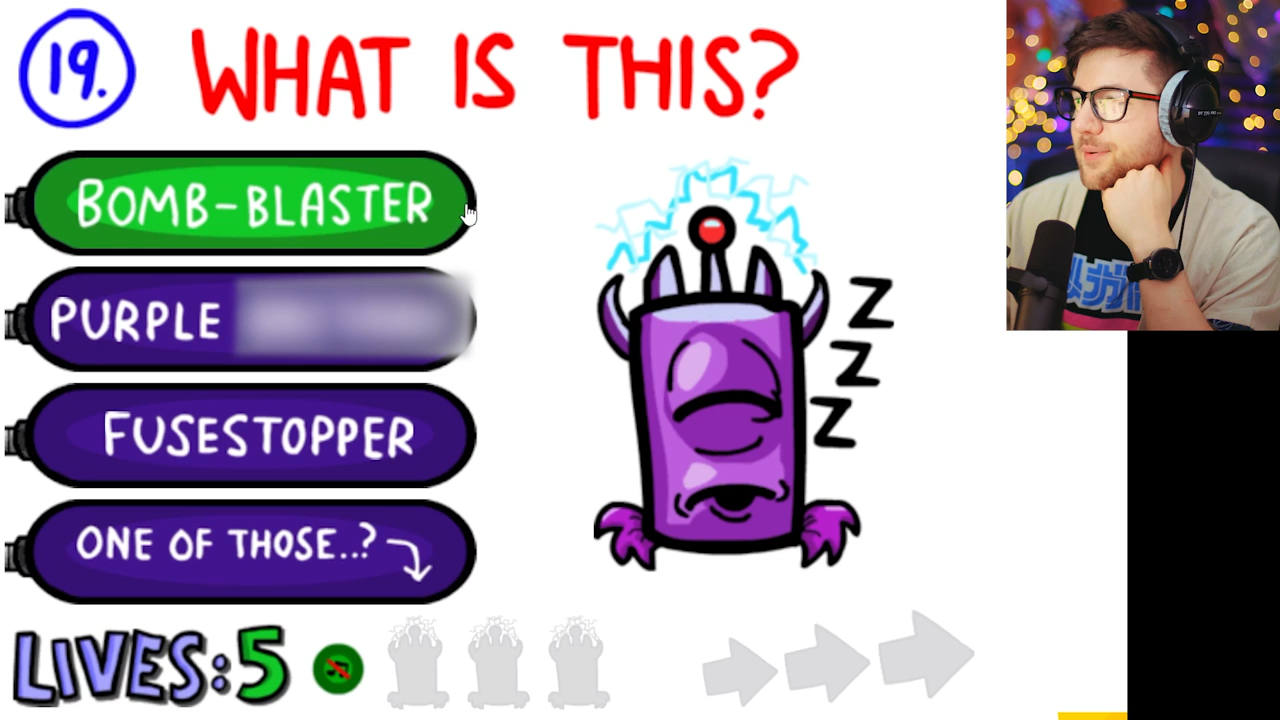 19. WHAT IS THIS?
BOMB-BLASTER
PURPLE
FUSESTOPPER
ONE OF THOSE..?
Z
Z
Z
LIVES:5